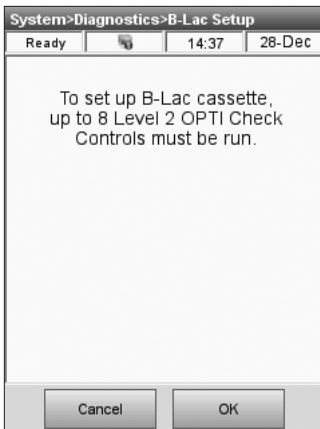 System>Diagnostics>B-Lac Setup
Ready 14:37 28-Dec
To set up B-Lac cassette,
up to 8 Level 2 OPTI Check
Controls must be run.
Cancel OK